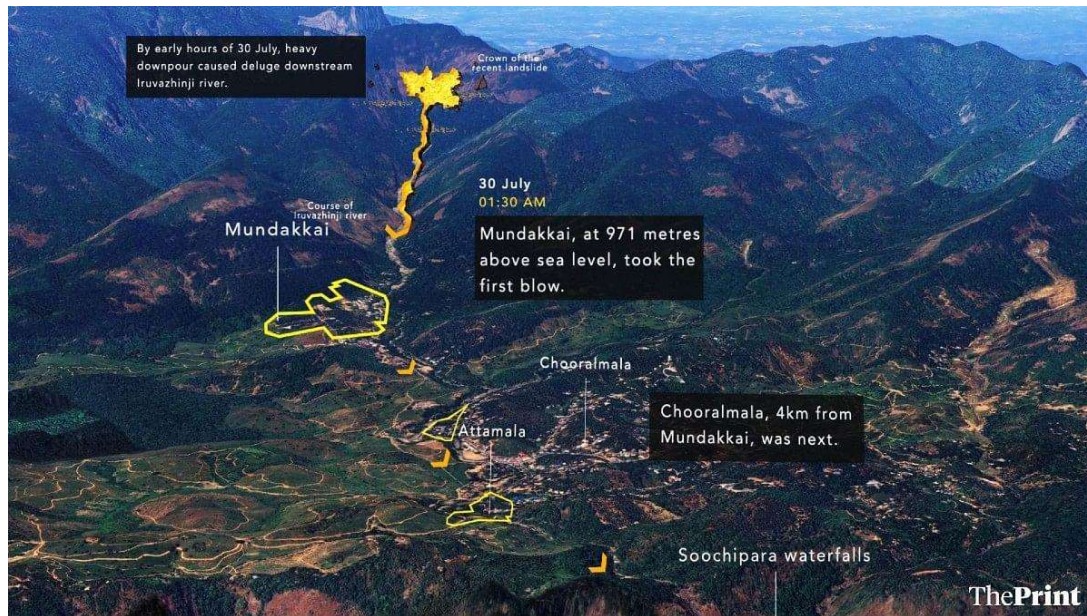 By early hours of 30 July, heavy
downpour caused deluge downstream
Iruvazhinji river.
Crown of the
recent landslide
30 July
01:30 AM
Mundakkai, at 971 metres
above sea level, took the
first blow.
Course of
Iruvazhinji river
Mundakkai
Chooralmala
Chooralmala, 4km from
Mundakkai, was next.
Attamala
Soochipara waterfalls
ThePrint